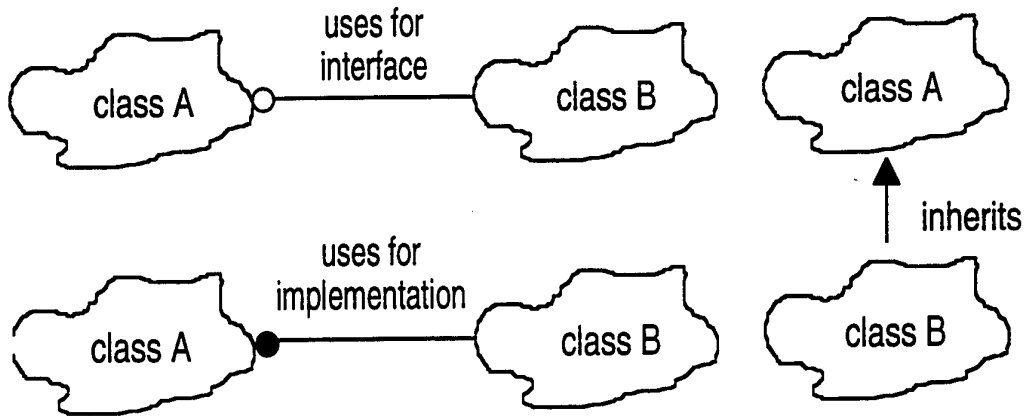 uses for
interface
class A
class B
class A
inherits
uses for
implementation
class A
class B
class B